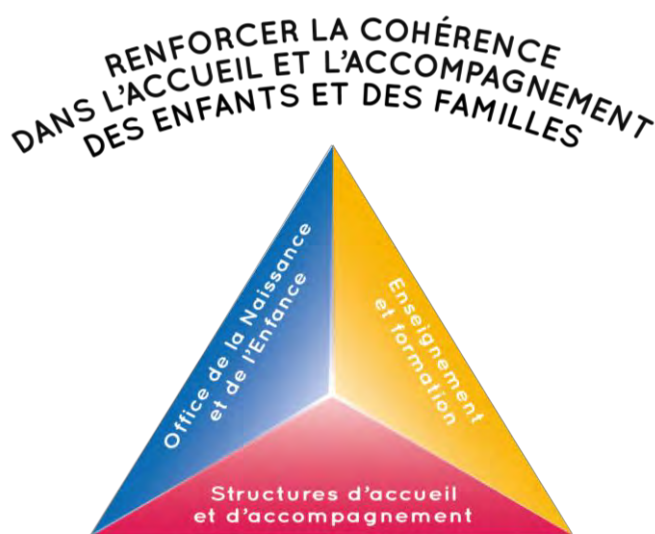 RENFORCER LA COHÉRENCE
DANS L'ACCUEIL ET L'ACCOMPAGNEMENT
DES ENFANTS ET DES FAMILLES
Office de la Naissance
et de l'Enfance
Enseignement
et formation
Structures d'accueil
et d'accompagnement